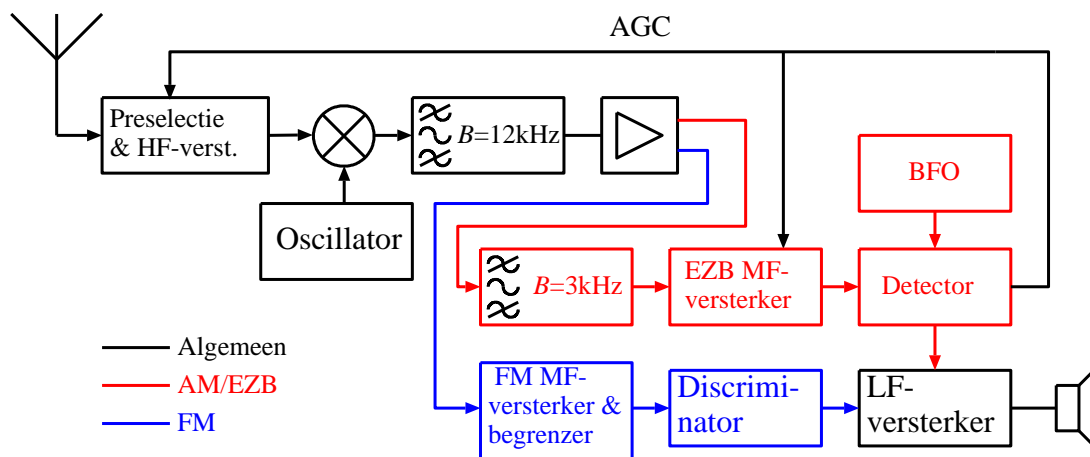 AGC
Preselectie
& HF-verst.
B=12kHz
Oscillator
BFO
B=3kHz
EZB MF-
versterker
Detector
Algemeen
AM/EZB
FM
FM MF-
versterker &
begrenzer
Discrimi-
nator
LF-
versterker